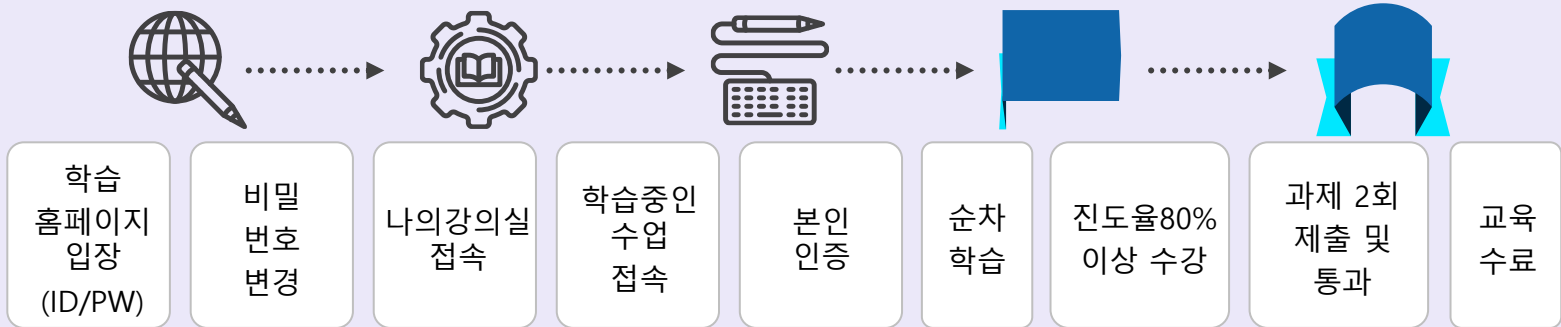 학습
홈페이지
입장
(ID/PW)
비밀
번호
변경
나의강의실
접속
학습중인
수업
접속
본인
인증
순차
학습
진도율80%
이상 수강
과제 2회
제출 및
통과
교육
수료